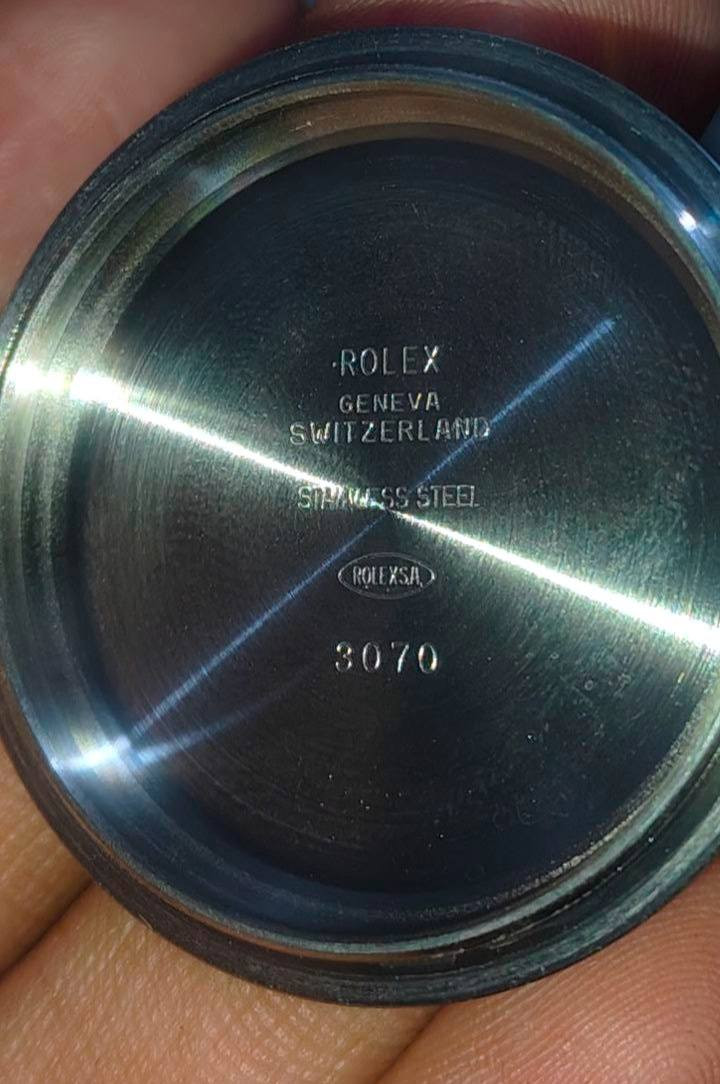 ROLEX
GENEVA
SWITZERLAND
STAINLESS STEEL
ROLEX S.A.
3070